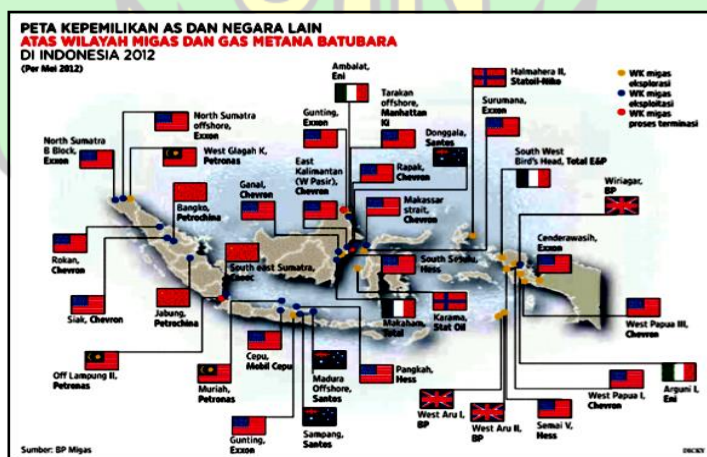 PETA KEPEMILIKAN AS DAN NEGARA LAIN
ATAS WILAYAH MIGAS DAN GAS METANA BATUBARA
DI INDONESIA 2012
(Per Mei 2012)
WK migas
eksplorasi
WK migas
eksploitasi
WK migas
proses terminasi
Ambalat,
Eni
Tarakan
offshore,
Manhattan
Ki
Halmahera II,
Statoil-Niko
Gunting,
Exxon
Surumana,
Exxon
Donggala,
Santos
North Sumatra
offshore,
Exxon
North Sumatra
B Block,
Exxon
West Glagah K,
Petronas
East
Kalimantan
(W Pasir),
Chevron
Rapak,
Chevron
South West
Bird's Head, Total E&P
Wiriagar,
BP
Ganal,
Chevron
Makassar
strait,
Chevron
Bangko,
Petrochina
Cenderawasih,
Exxon
Rokan,
Chevron
South east Sumatra,
Cnooc
South Sesulu,
Hess
Siak, Chevron
Jabung,
Petrochina
Makaham,
Total
Karama,
Stat Oil
West Papua III,
Chevron
Off Lampung II,
Petronas
Muriah,
Petronas
Cepu,
Mobil Cepu
Madura
Offshore,
Santos
Pangkah,
Hess
West Papua I,
Chevron
Arguni I,
Eni
Gunting,
Exxon
Sampang,
Santos
West Aru I,
BP
West Aru II,
BP
Semai V,
Hess
Sumber: BP Migas